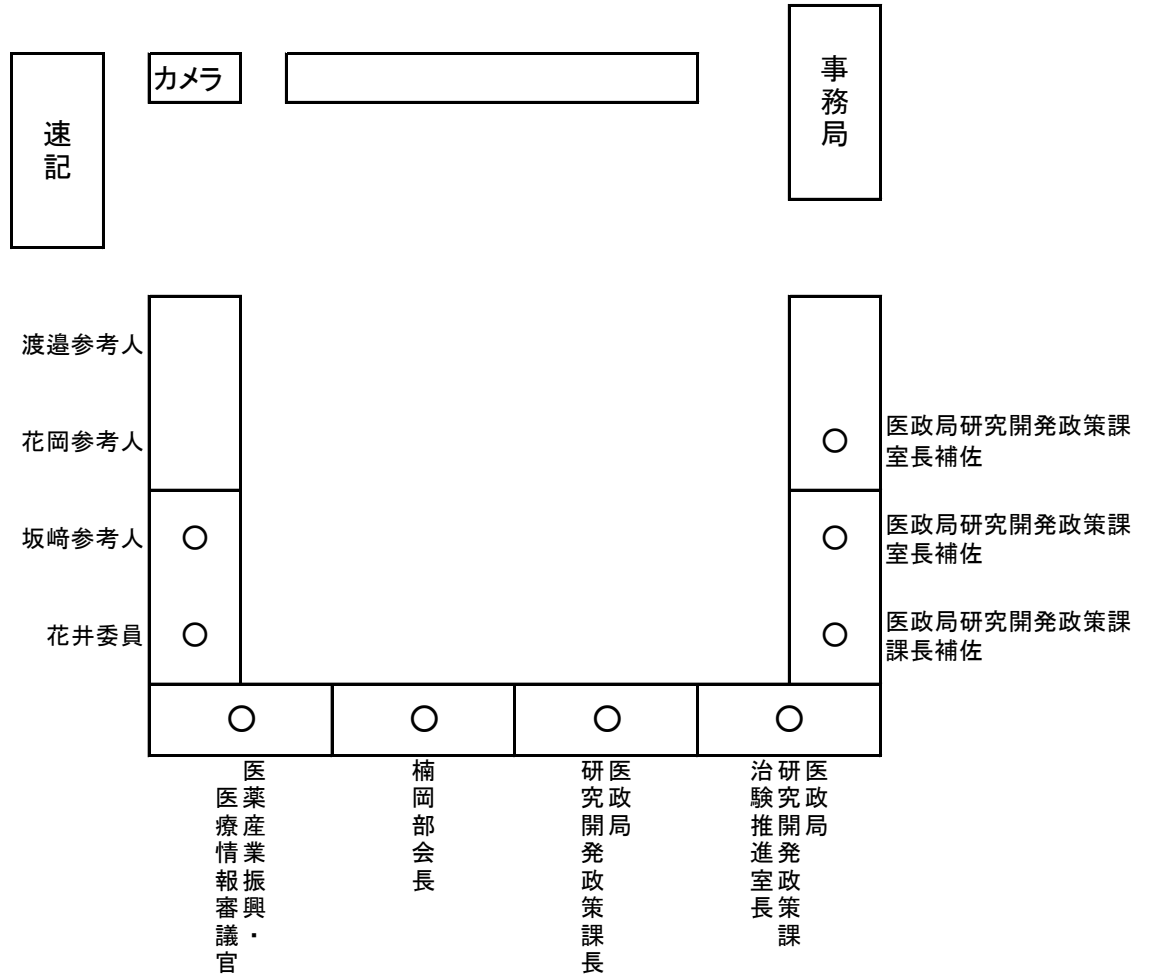 事務局
カメラ
速記
渡邉参考人
花岡参考人
坂﨑参考人
花井委員
医政局研究開発政策課
室長補佐
医政局研究開発政策課
室長補佐
医政局研究開発政策課
課長補佐
医薬産業振興・
医療情報審議官
楠岡部会長
医政局
研究開発政策課長
医政局
研究開発政策課
治験推進室長